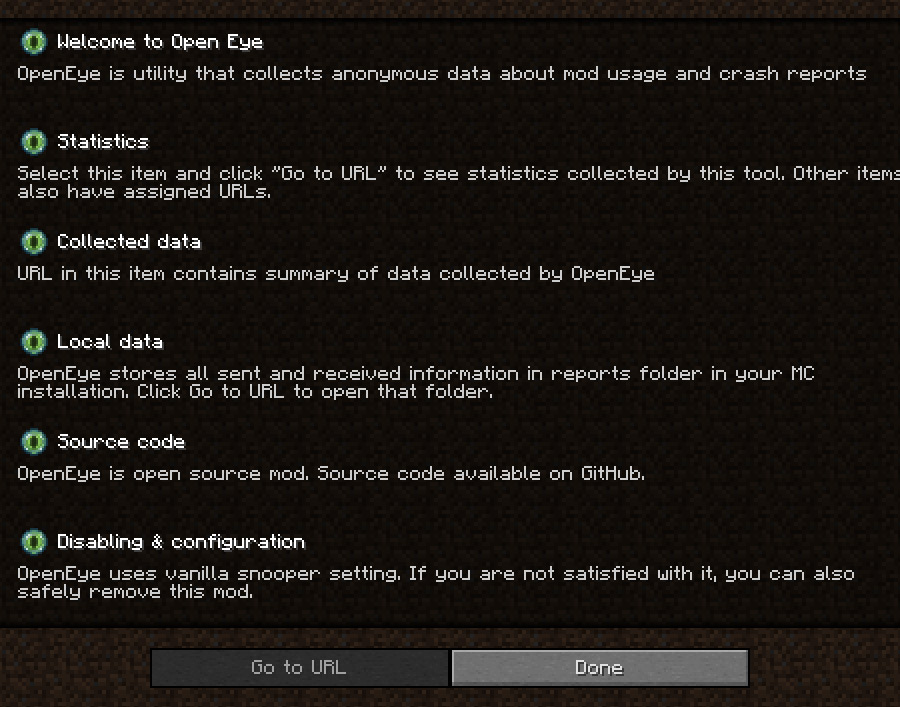 Welcome to Open Eye
OpenEye is utility that collects anonymous data about mod usage and crash reports
Statistics
Select this item and click "Go to URL" to see statistics collected by this tool. Other items
also have assigned URLs.
Collected data
URL in this item contains summary of data collected by OpenEye
Local data
OpenEye stores all sent and received information in reports folder in your MC
installation. Click Go to URL to open that folder.
Source code
OpenEye is open source mod. Source code available on GitHub.
Disabling & configuration
OpenEye uses vanilla snooper setting. If you are not satisfied with it, you can also
safely remove this mod.
Go to URL
Done